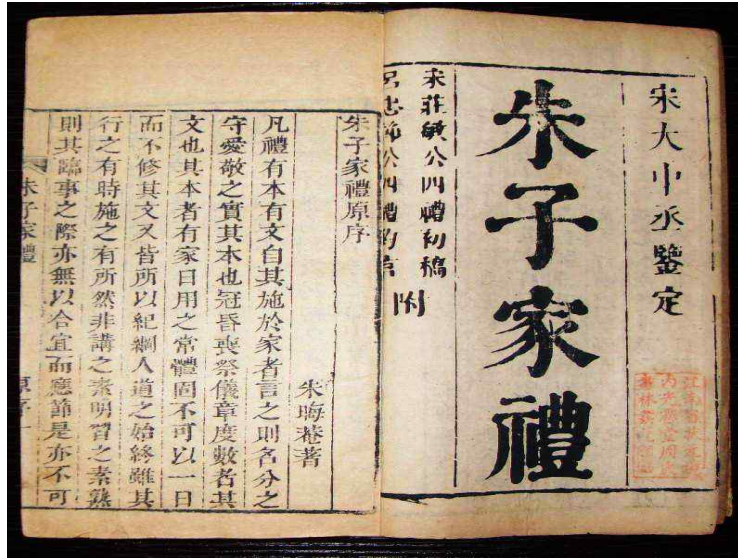 宋大中丞鑒定
朱子家禮
宋莊敏公四禮初稿
呂忠節公四禮約言
附
朱子家禮原序
朱晦菴著
凡禮有本有文自其施於家者言之則名分之
守愛敬之實其本也冠昏喪祭儀章度數者其
文也其本者有家日用之常體固不可以一日
而不修其文又皆所以紀綱人道之始終雖其
行之有時施之有所然非講之素明習之素熟
則其臨事之際亦無以合宜而應節是亦不可
朱子家禮
原序